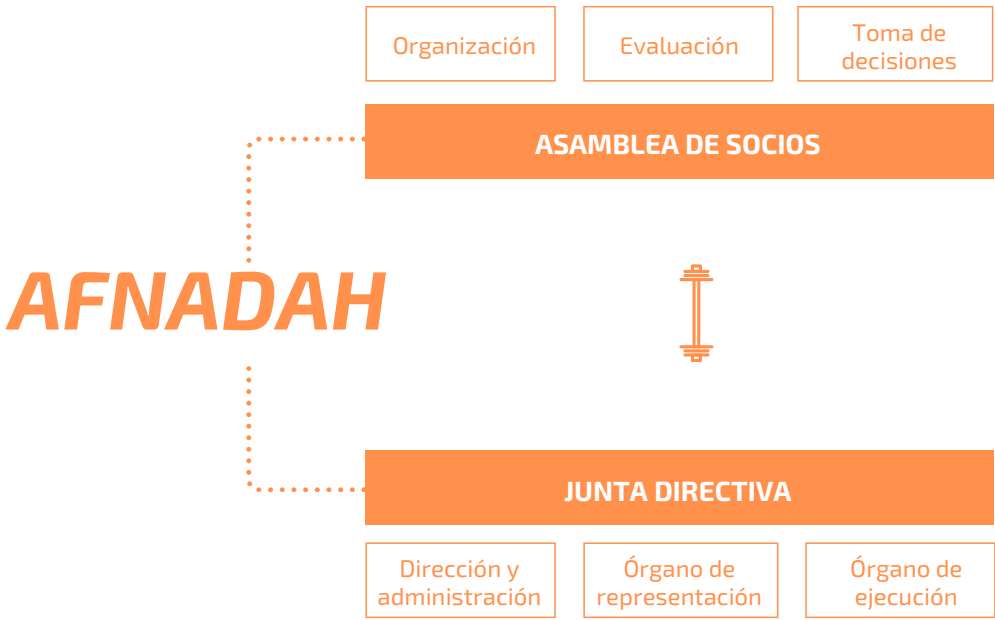 Organización
Evaluación
Toma de
decisiones
ASAMBLEA DE SOCIOS
AFNADAH
JUNTA DIRECTIVA
Dirección y
administración
Órgano de
representación
Órgano de
ejecución